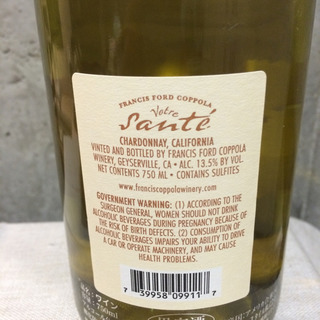 FRANCIS FORD COPPOLA
Votre
Santé
CHARDONNAY, CALIFORNIA
VINTED AND BOTTLED BY FRANCIS FORD COPPOLA
WINERY, GEYSERVILLE, CA • ALC. 13.5% BY VOL.
NET CONTENTS 750 ML • CONTAINS SULFITES
www.franciscoppolawinery.com
GOVERNMENT WARNING: (1) ACCORDING TO THE
SURGEON GENERAL, WOMEN SHOULD NOT DRINK
ALCOHOLIC BEVERAGES DURING PREGNANCY BECAUSE OF
THE RISK OF BIRTH DEFECTS. (2) CONSUMPTION OF
ALCOHOLIC BEVERAGES IMPAIRS YOUR ABILITY TO DRIVE
A CAR OR OPERATE MACHINERY, AND MAY CAUSE
HEALTH PROBLEMS.
7 39958 09911 7
ワイン